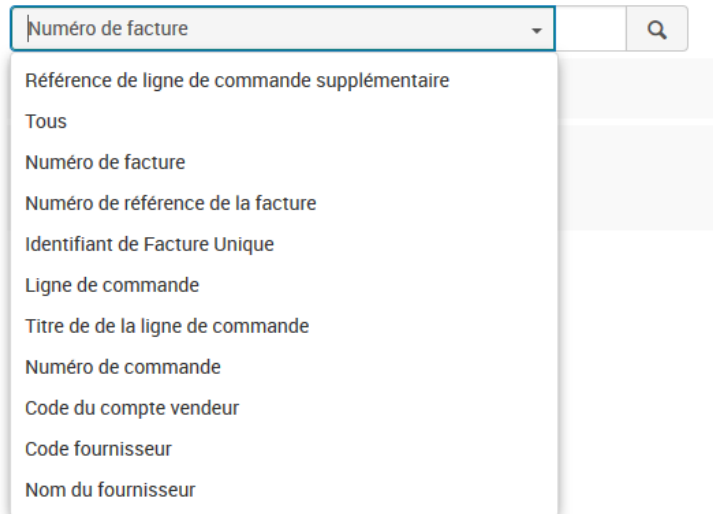 Numéro de facture
Référence de ligne de commande supplémentaire
Tous
Numéro de facture
Numéro de référence de la facture
Identifiant de Facture Unique
Ligne de commande
Titre de de la ligne de commande
Numéro de commande
Code du compte vendeur
Code fournisseur
Nom du fournisseur